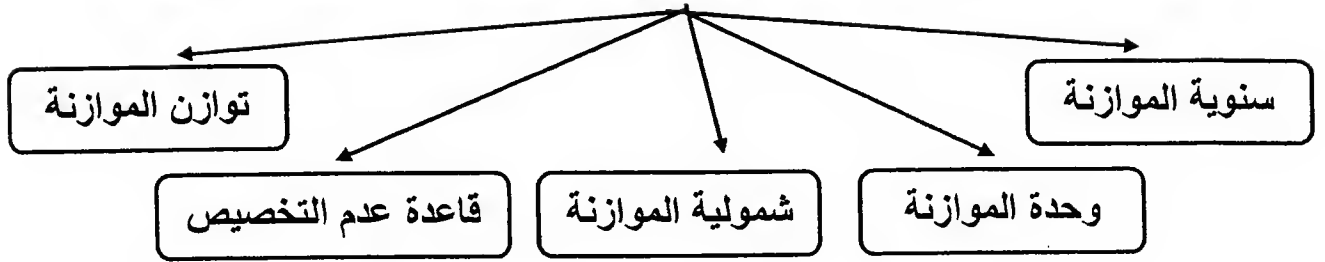 سنوية الموازنة
توازن الموازنة
وحدة الموازنة
شمولية الموازنة
قاعدة عدم التخصيص